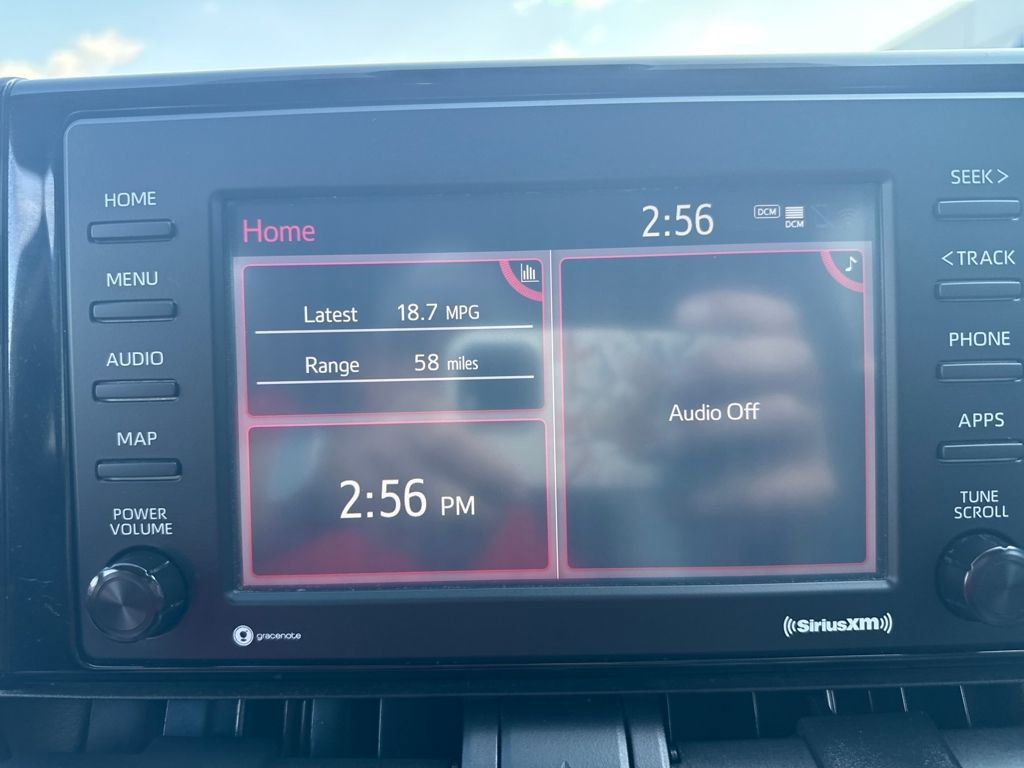 HOME
MENU
AUDIO
MAP
POWER
VOLUME
Home
2:56
DCM
DCM
Latest 18.7 MPG
Range 58 miles
2:56 PM
Audio Off
gracenote
SiriusXM
SEEK >
< TRACK
PHONE
APPS
TUNE
SCROLL